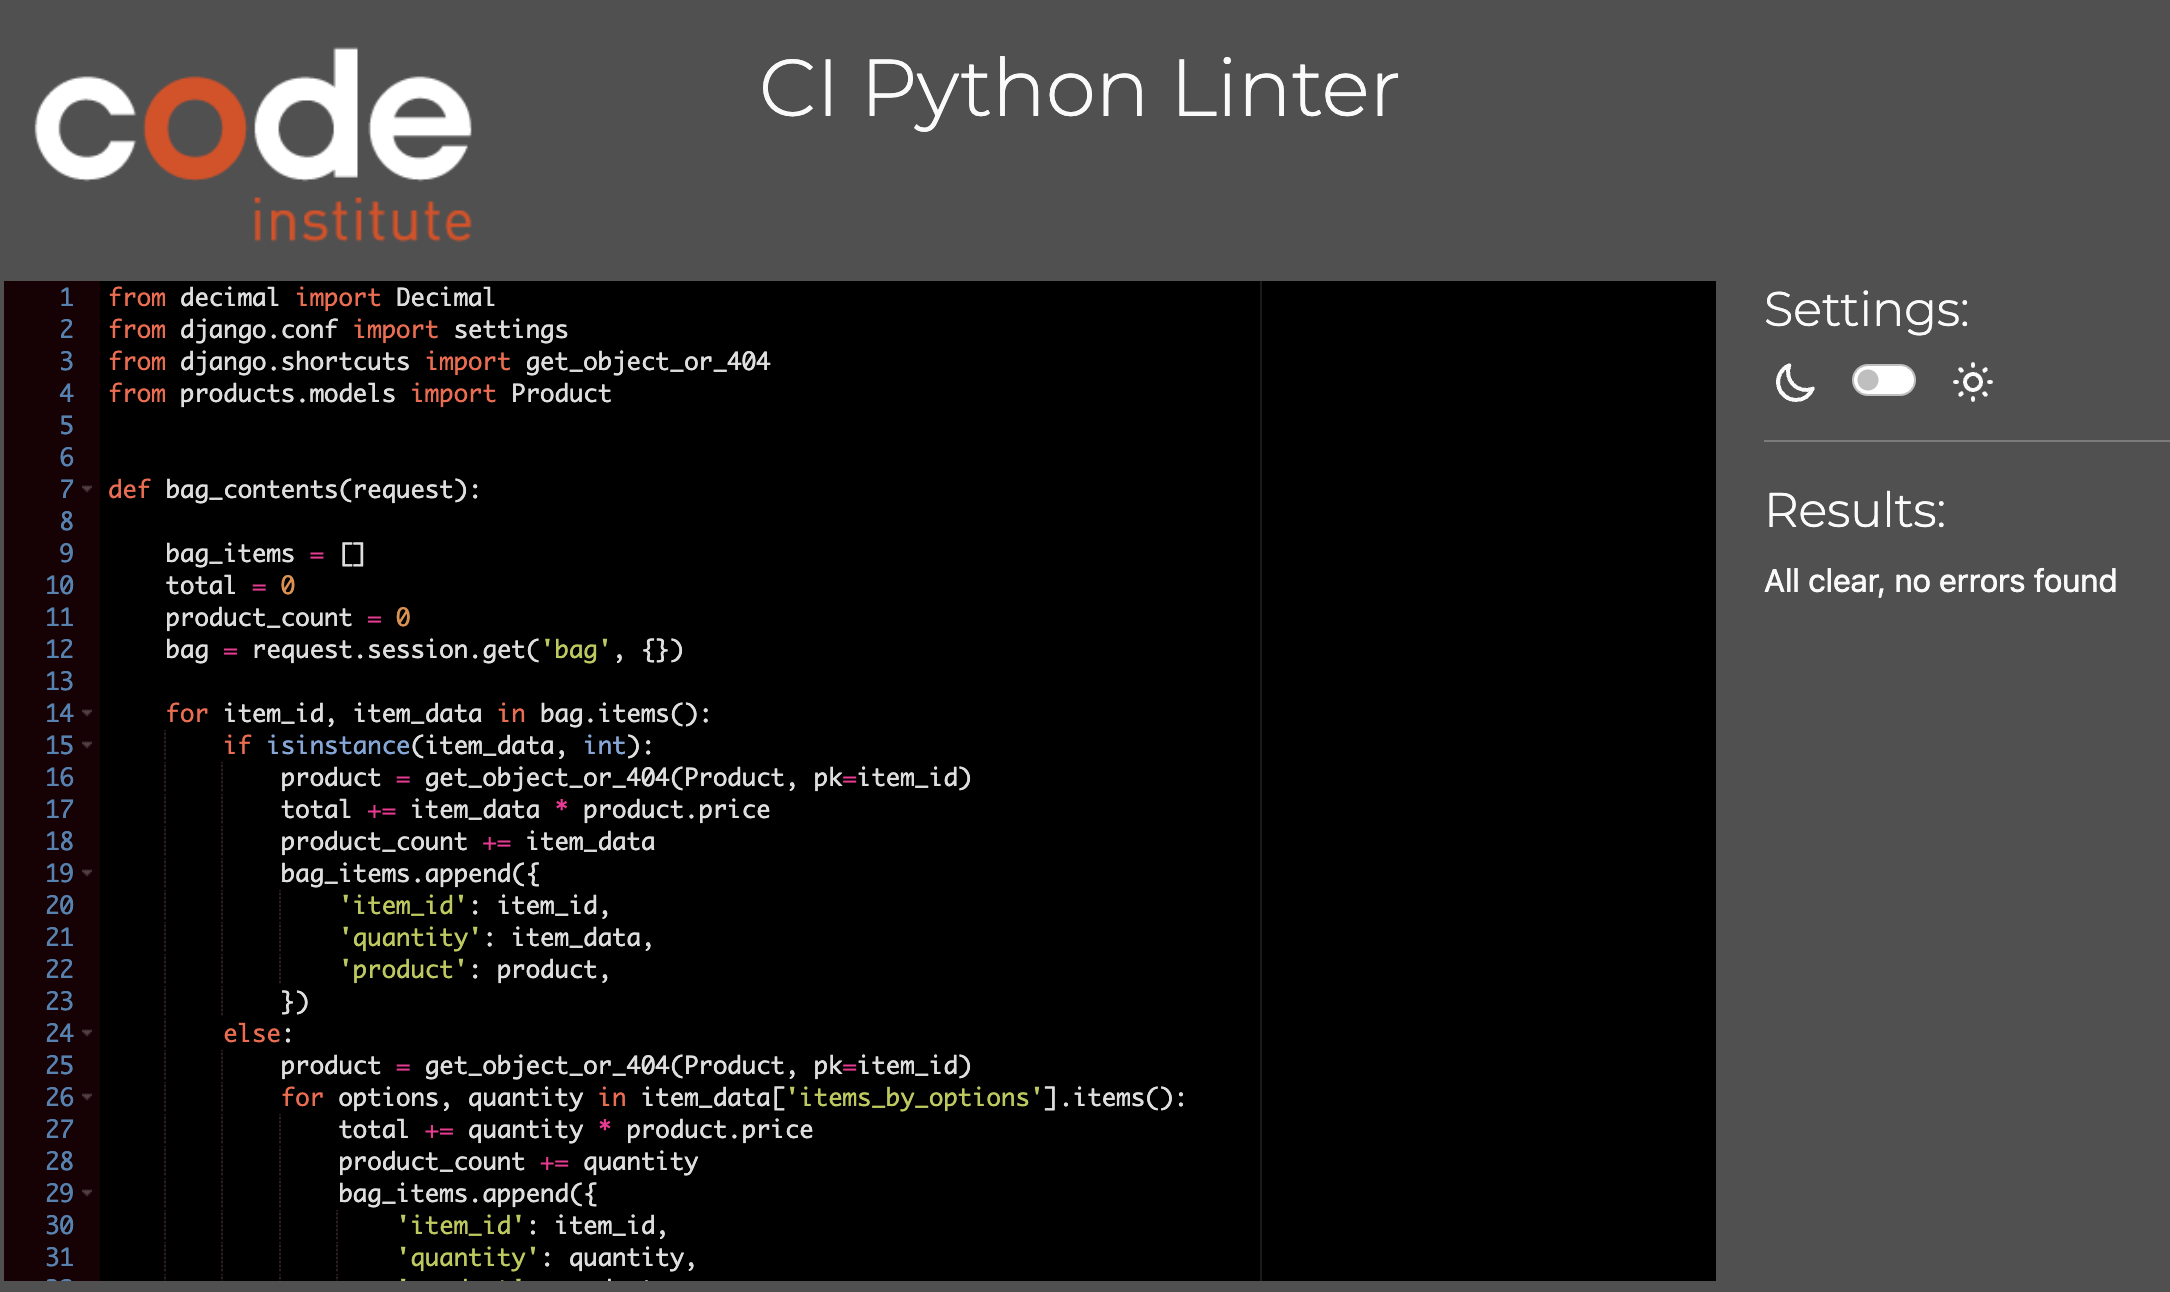 code
institute
CI Python Linter
1 from decimal import Decimal
2 from django.conf import settings
3 from django.shortcuts import get_object_or_404
4 from products.models import Product
5
6
7 def bag_contents(request):
8
9     bag_items = []
10     total = 0
11     product_count = 0
12     bag = request.session.get('bag', {})
13
14     for item_id, item_data in bag.items():
15         if isinstance(item_data, int):
16             product = get_object_or_404(Product, pk=item_id)
17             total += item_data * product.price
18             product_count += item_data
19             bag_items.append({
20                 'item_id': item_id,
21                 'quantity': item_data,
22                 'product': product,
23             })
24         else:
25             product = get_object_or_404(Product, pk=item_id)
26             for options, quantity in item_data['items_by_options'].items():
27                 total += quantity * product.price
28                 product_count += quantity
29                 bag_items.append({
30                     'item_id': item_id,
31                     'quantity': quantity,
Settings:
Results:
All clear, no errors found